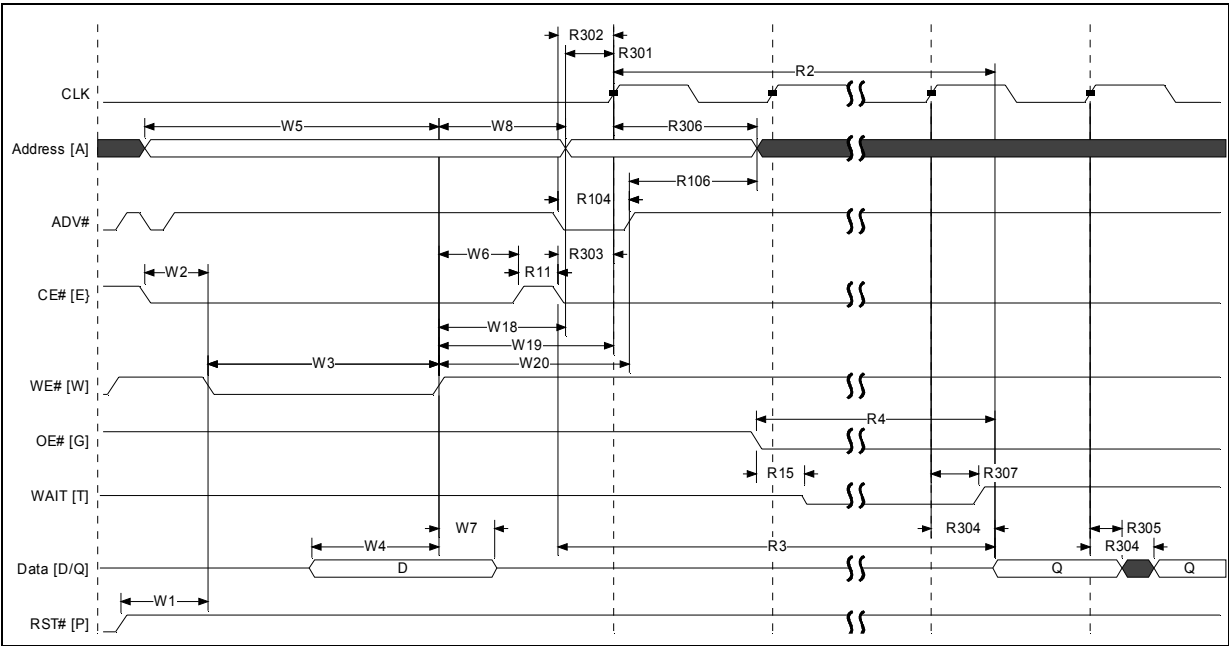 R302
R301
R2
CLK
W5
W8
R306
Address [A]
R106
R104
ADV#
W6
R303
W2
R11
CE# [E}
W18
W19
W3
W20
WE# [W]
R4
OE# [G]
R15
R307
WAIT [T]
W7
R304
R305
W4
R3
R304
Data [D/Q]
D
Q
Q
W1
RST# [P]